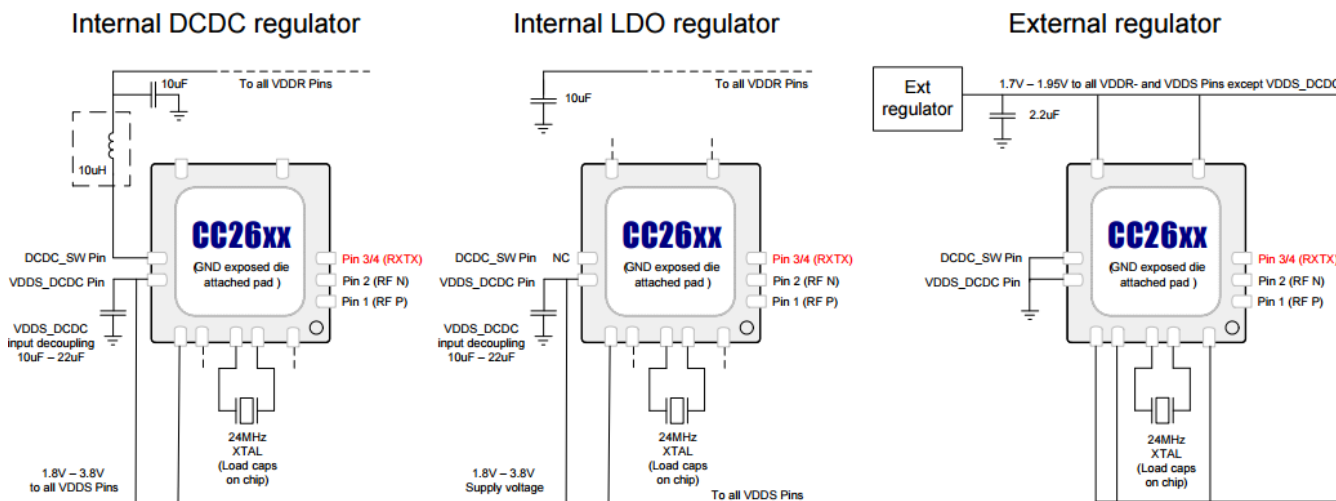 Internal DCDC regulator
10uF
To all VDDR Pins
10uH
CC26xx
(GND exposed die
attached pad )
DCDC_SW Pin
VDDS_DCDC Pin
Pin 3/4 (RXTX)
Pin 2 (RF N)
Pin 1 (RF P)
VDDS_DCDC
input decoupling
10uF – 22uF
24MHz
XTAL
(Load caps
on chip)
1.8V – 3.8V
to all VDDS Pins
Internal LDO regulator
10uF
To all VDDR Pins
CC26xx
(GND exposed die
attached pad )
DCDC_SW Pin
NC
VDDS_DCDC Pin
Pin 3/4 (RXTX)
Pin 2 (RF N)
Pin 1 (RF P)
VDDS_DCDC
input decoupling
10uF – 22uF
24MHz
XTAL
(Load caps
on chip)
1.8V – 3.8V
Supply voltage
To all VDDS Pins
External regulator
Ext
regulator
1.7V – 1.95V to all VDDR- and VDDS Pins except VDDS_DCDC
2.2uF
CC26xx
(GND exposed die
attached pad )
DCDC_SW Pin
VDDS_DCDC Pin
Pin 3/4 (RXTX)
Pin 2 (RF N)
Pin 1 (RF P)
24MHz
XTAL
(Load caps
on chip)